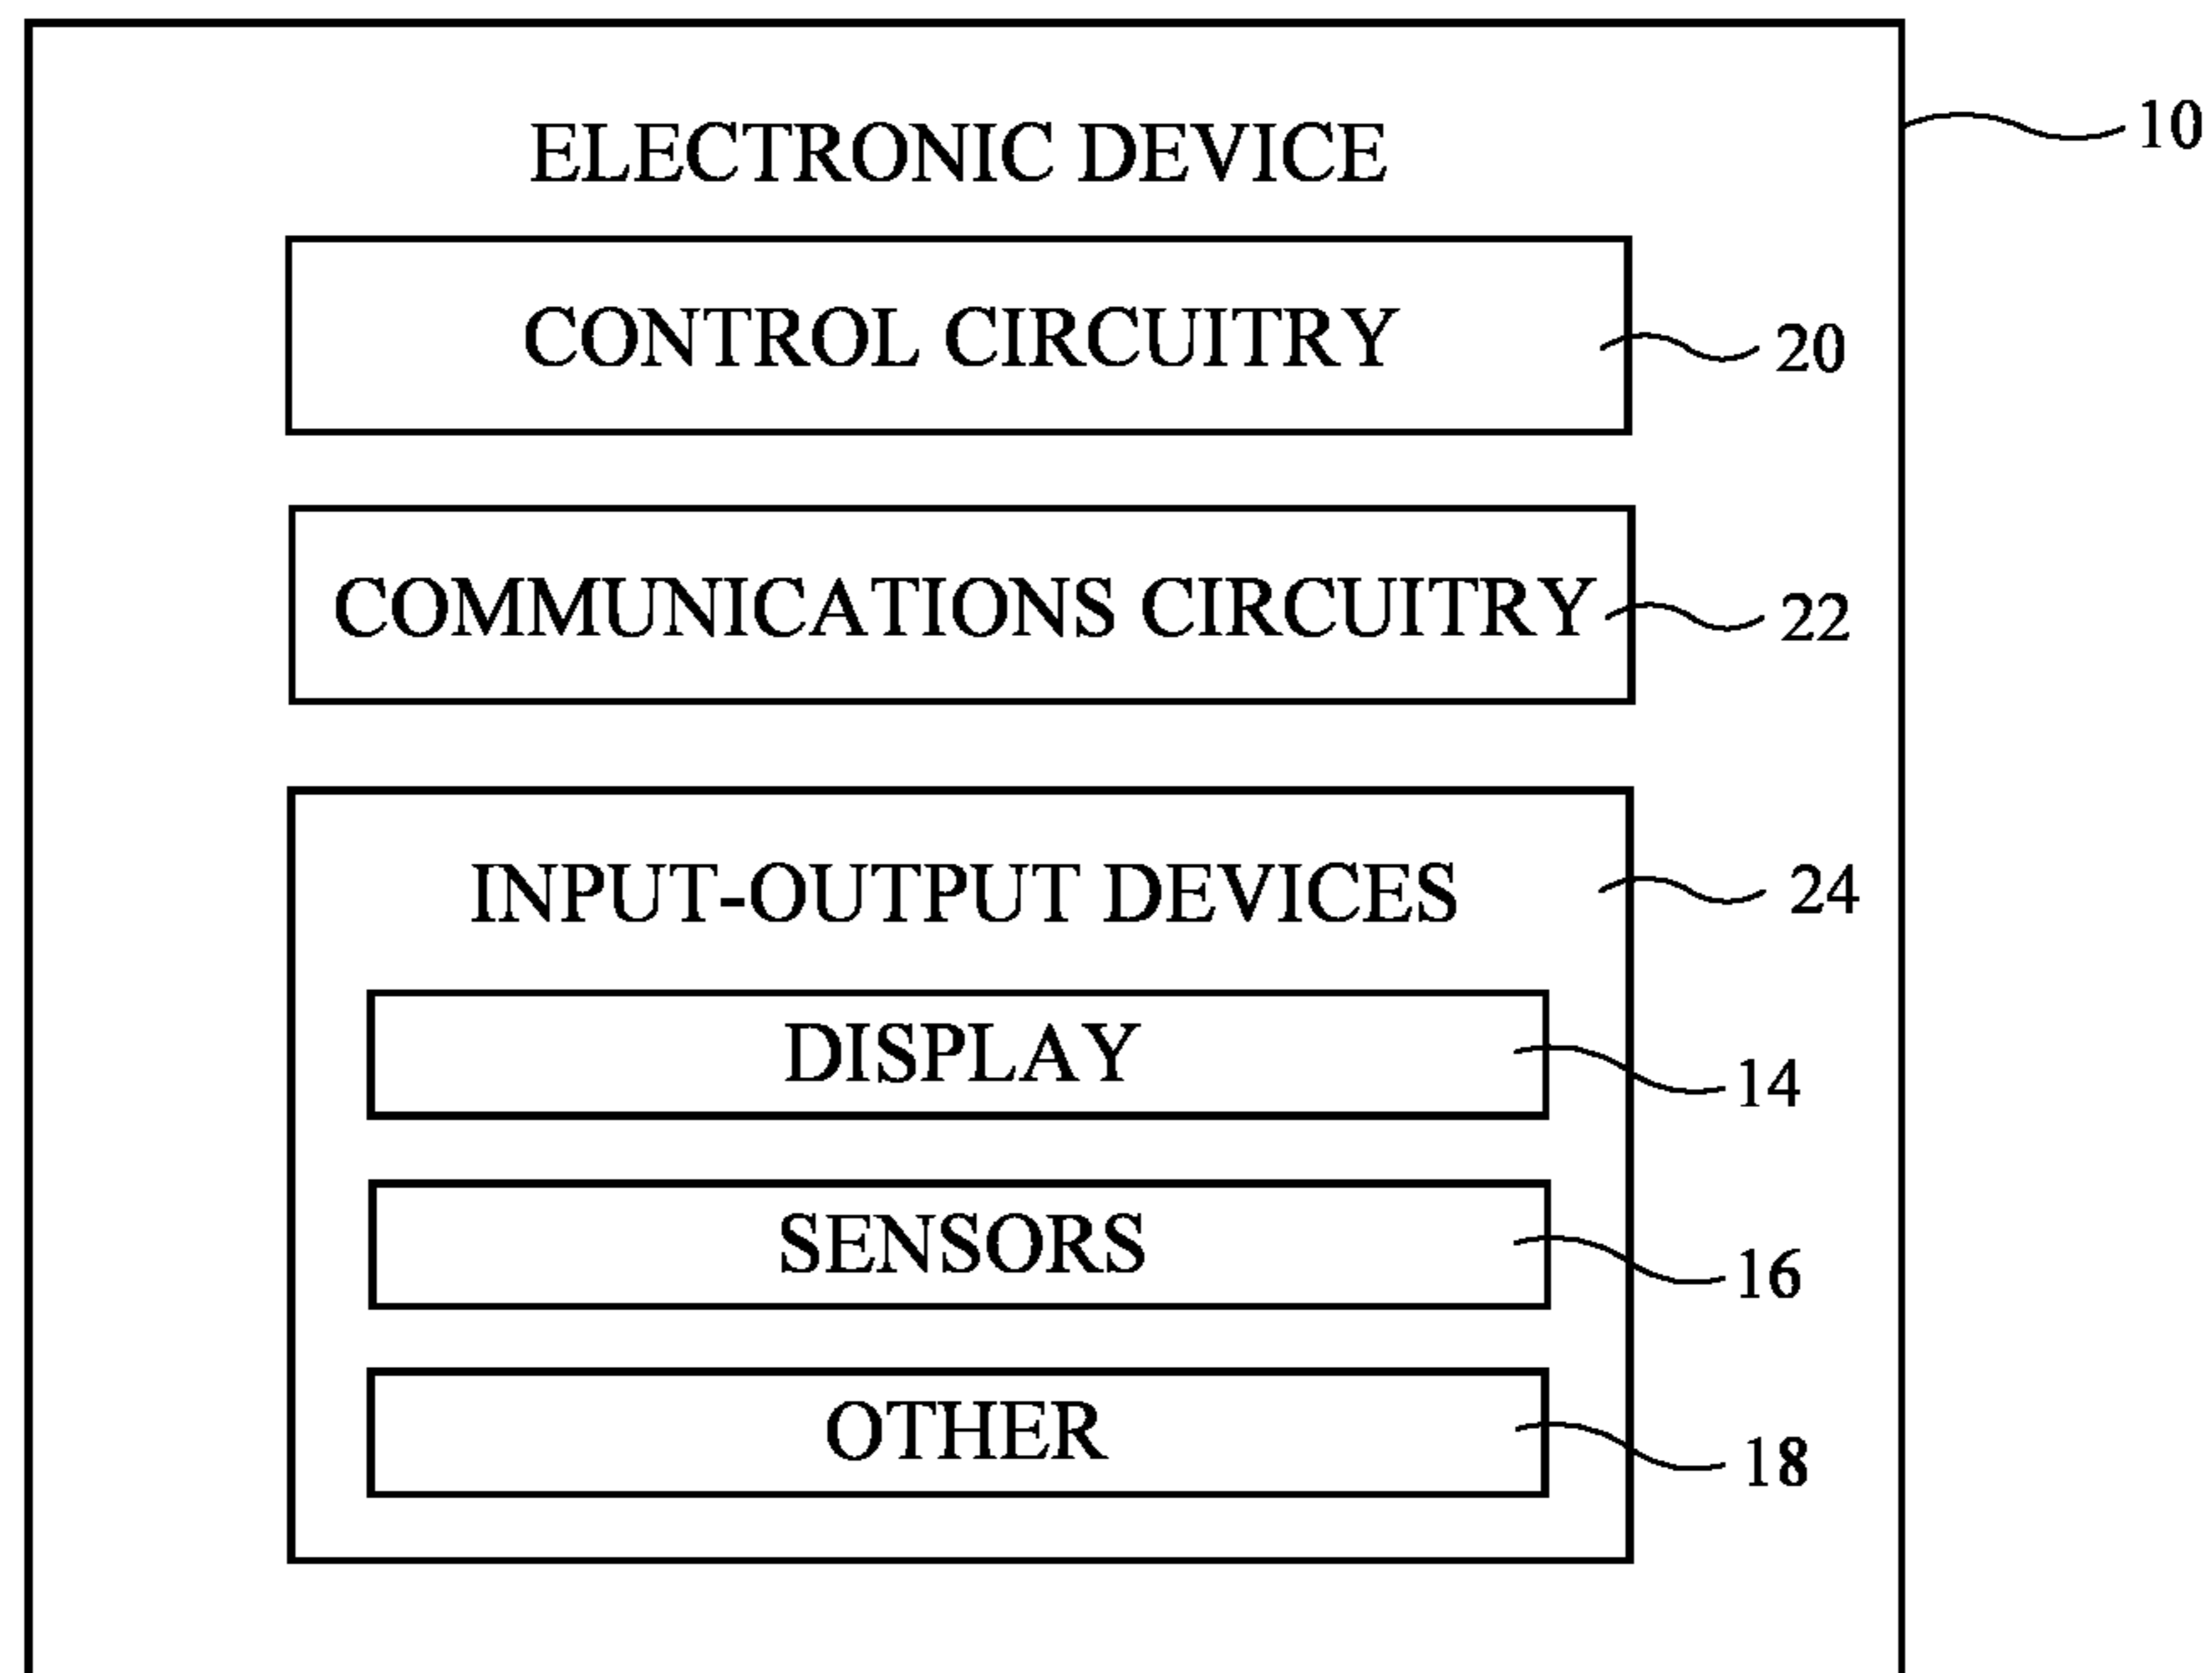 ELECTRONIC DEVICE
10
CONTROL CIRCUITRY
20
COMMUNICATIONS CIRCUITRY
22
INPUT-OUTPUT DEVICES
24
DISPLAY
14
SENSORS
16
OTHER
18